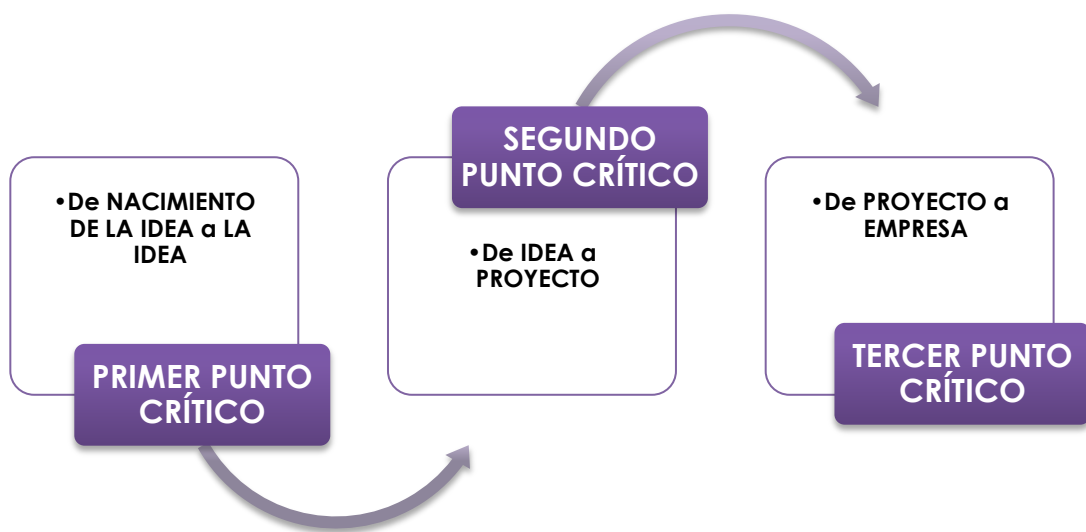 •De NACIMIENTO
DE LA IDEA a LA
IDEA
PRIMER PUNTO
CRÍTICO
SEGUNDO
PUNTO CRÍTICO
•De IDEA a
PROYECTO
•De PROYECTO a
EMPRESA
TERCER PUNTO
CRÍTICO